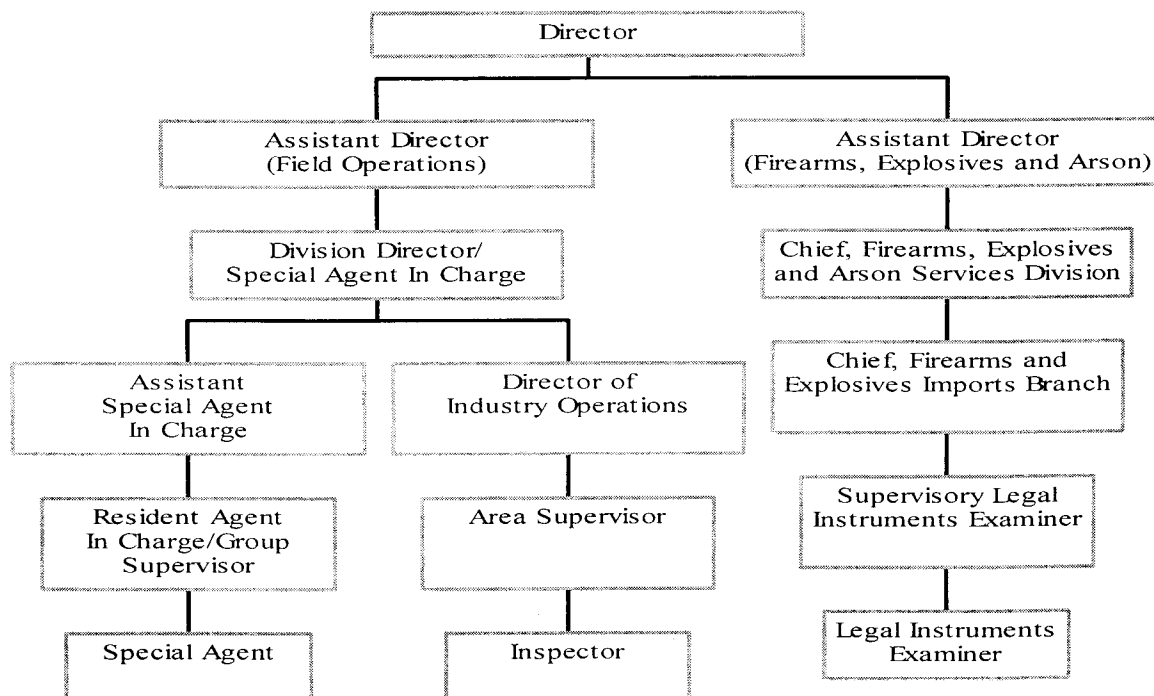 Director
Assistant Director
(Field Operations)
Assistant Director
(Firearms, Explosives and Arson)
Division Director/
Special Agent In Charge
Chief, Firearms, Explosives
and Arson Services Division
Assistant
Special Agent
In Charge
Director of
Industry Operations
Chief, Firearms and
Explosives Imports Branch
Resident Agent
In Charge/Group
Supervisor
Area Supervisor
Supervisory Legal
Instruments Examiner
Special Agent
Inspector
Legal Instruments
Examiner